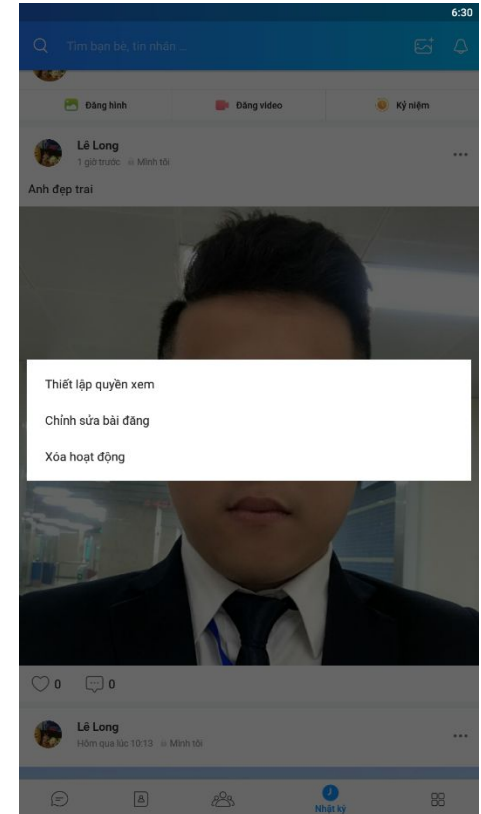 6:30
Tìm bạn bè, tin nhắn ...
Đăng hình
Đăng video
Kỷ niệm
Lê Long
1 giờ trước
Mình tôi
Anh đẹp trai
Thiết lập quyền xem
Chỉnh sửa bài đăng
Xóa hoạt động
0
0
Lê Long
Hôm qua lúc 10:13
Mình tôi
Nhật ký